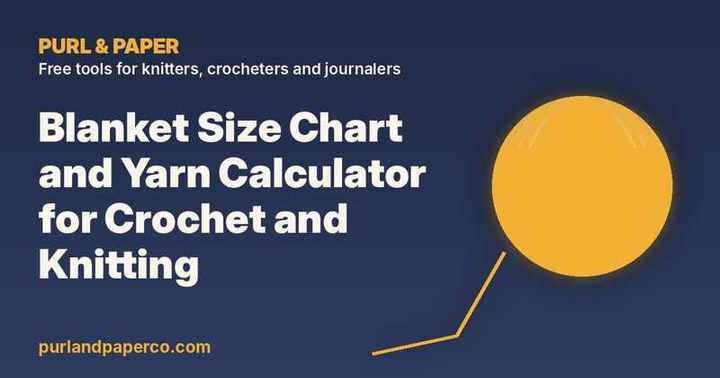 PURL & PAPER
Free tools for knitters, crocheters and journalers
Blanket Size Chart
and Yarn Calculator
for Crochet and
Knitting
purlandpaperco.com